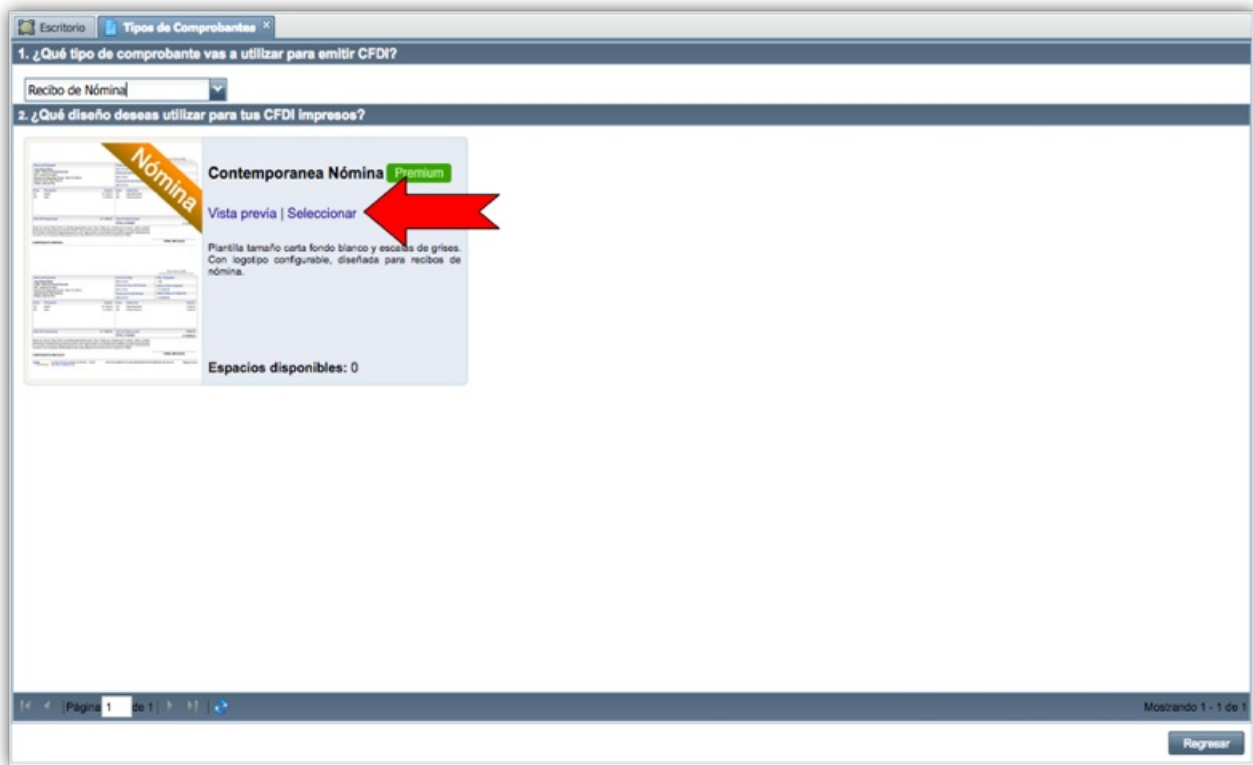 Escritorio
Tipos de Comprobantes
1. ¿Qué tipo de comprobante vas a utilizar para emitir CFDI?
Recibo de Nómina
2. ¿Qué diseño deseas utilizar para tus CFDI impresos?
Nómina
Contemporanea Nómina Premium
Vista previa | Seleccionar
Plantilla tamaño carta fondo blanco y escalas de grises.
Con logotipo configurable, diseñada para recibos de
nómina.
Espacios disponibles: 0
Página 1 de 1
Mostrando 1 - 1 de 1
Regresar